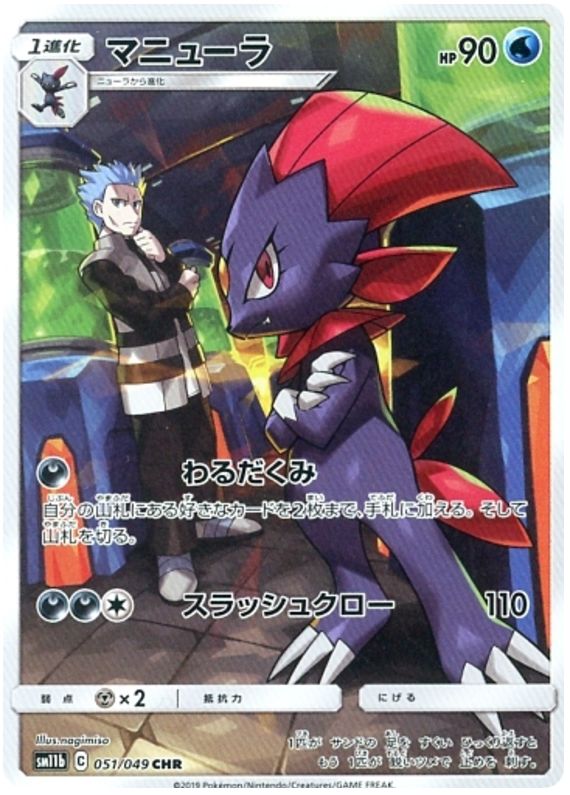 1進化
マニューラ
HP 90
ニューラから進化
わるだくみ
自分の山札にある好きなカードを2枚まで、手札に加える。そして
山札を切る。
スラッシュクロー 110
弱点 ×2 抵抗力 にげる
Illus.nagimiso
sm11b C 051/049 CHR
1匹が サンドの 足を すくい ひっくり返すと
もう 1匹が 鋭いツメで 止めを 刺す。
©2019 Pokémon/Nintendo/Creatures/GAME FREAK.